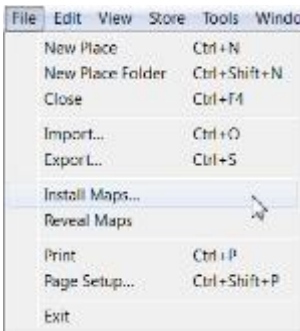 File Edit View Store Tools Windo
New Place Ctrl+N
New Place Folder Ctrl+Shift+N
Close Ctrl+F4
Import... Ctrl+O
Export... Ctrl+S
Install Maps...
Reveal Maps
Print Ctrl+P
Page Setup... Ctrl+Shift+P
Exit